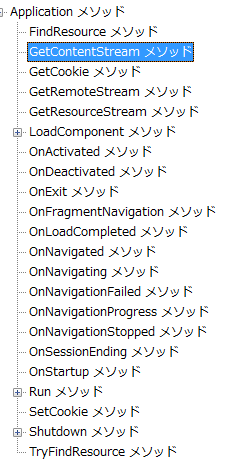 Application メソッド
FindResource メソッド
GetContentStream メソッド
GetCookie メソッド
GetRemoteStream メソッド
GetResourceStream メソッド
LoadComponent メソッド
OnActivated メソッド
OnDeactivated メソッド
OnExit メソッド
OnFragmentNavigation メソッド
OnLoadCompleted メソッド
OnNavigated メソッド
OnNavigating メソッド
OnNavigationFailed メソッド
OnNavigationProgress メソッド
OnNavigationStopped メソッド
OnSessionEnding メソッド
OnStartup メソッド
Run メソッド
SetCookie メソッド
Shutdown メソッド
TryFindResource メソッド